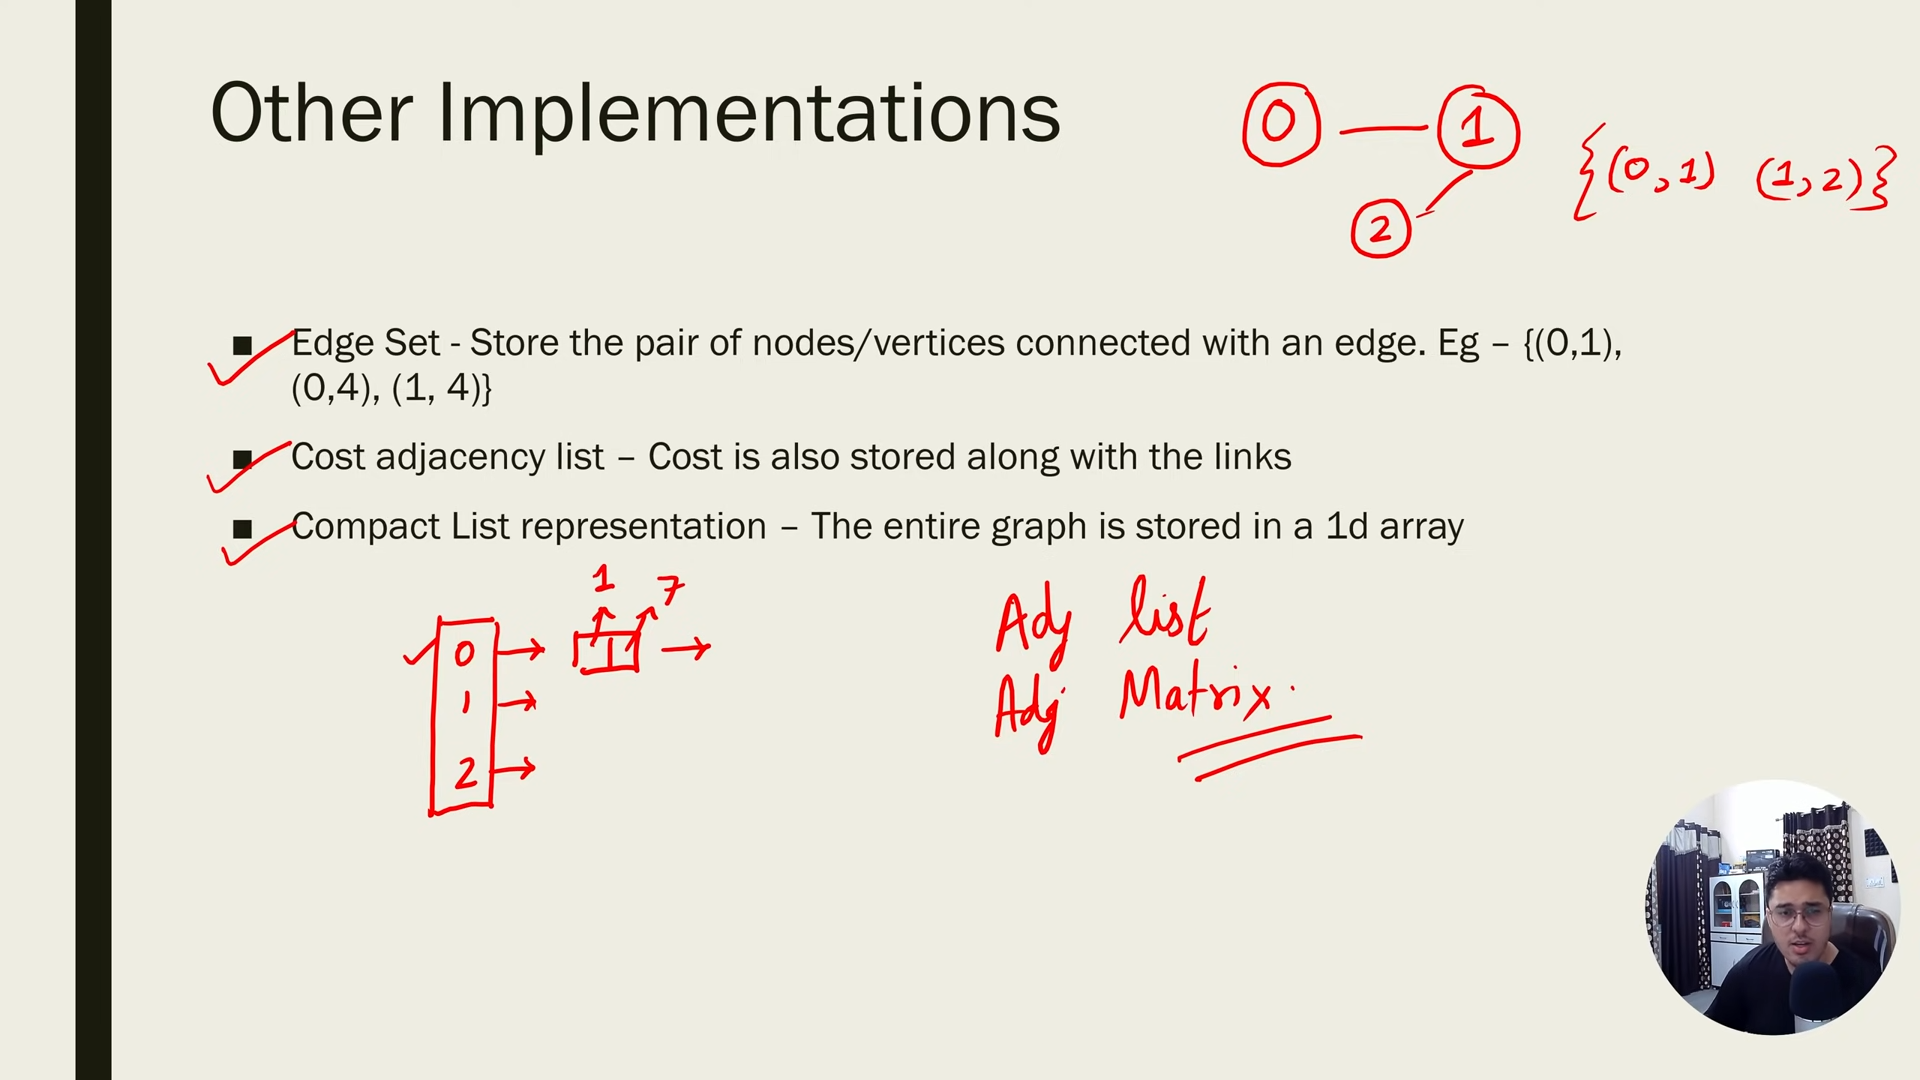 Other Implementations
0
1
2
{(0,1) (1,2)}
■ Edge Set - Store the pair of nodes/vertices connected with an edge. Eg – {(0,1),
(0,4), (1, 4)}
■ Cost adjacency list – Cost is also stored along with the links
■ Compact List representation – The entire graph is stored in a 1d array
1 7
0
1
2
Adj list
Adj Matrix.